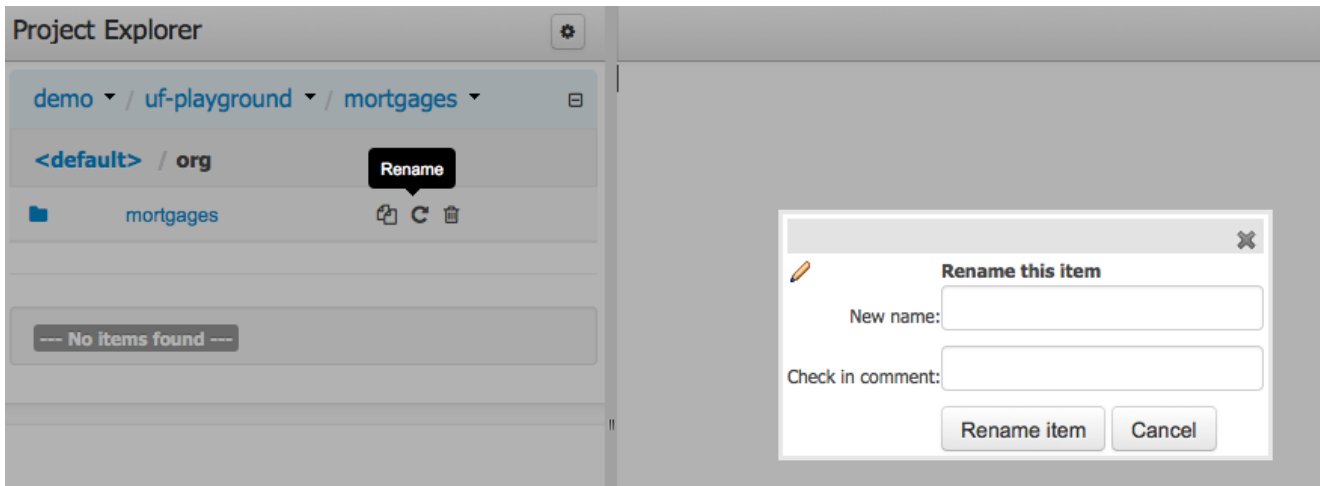 Project Explorer
demo / uf-playground / mortgages
<default> / org
Rename
mortgages
--- No items found ---
Rename this item
New name:
Check in comment:
Rename item Cancel